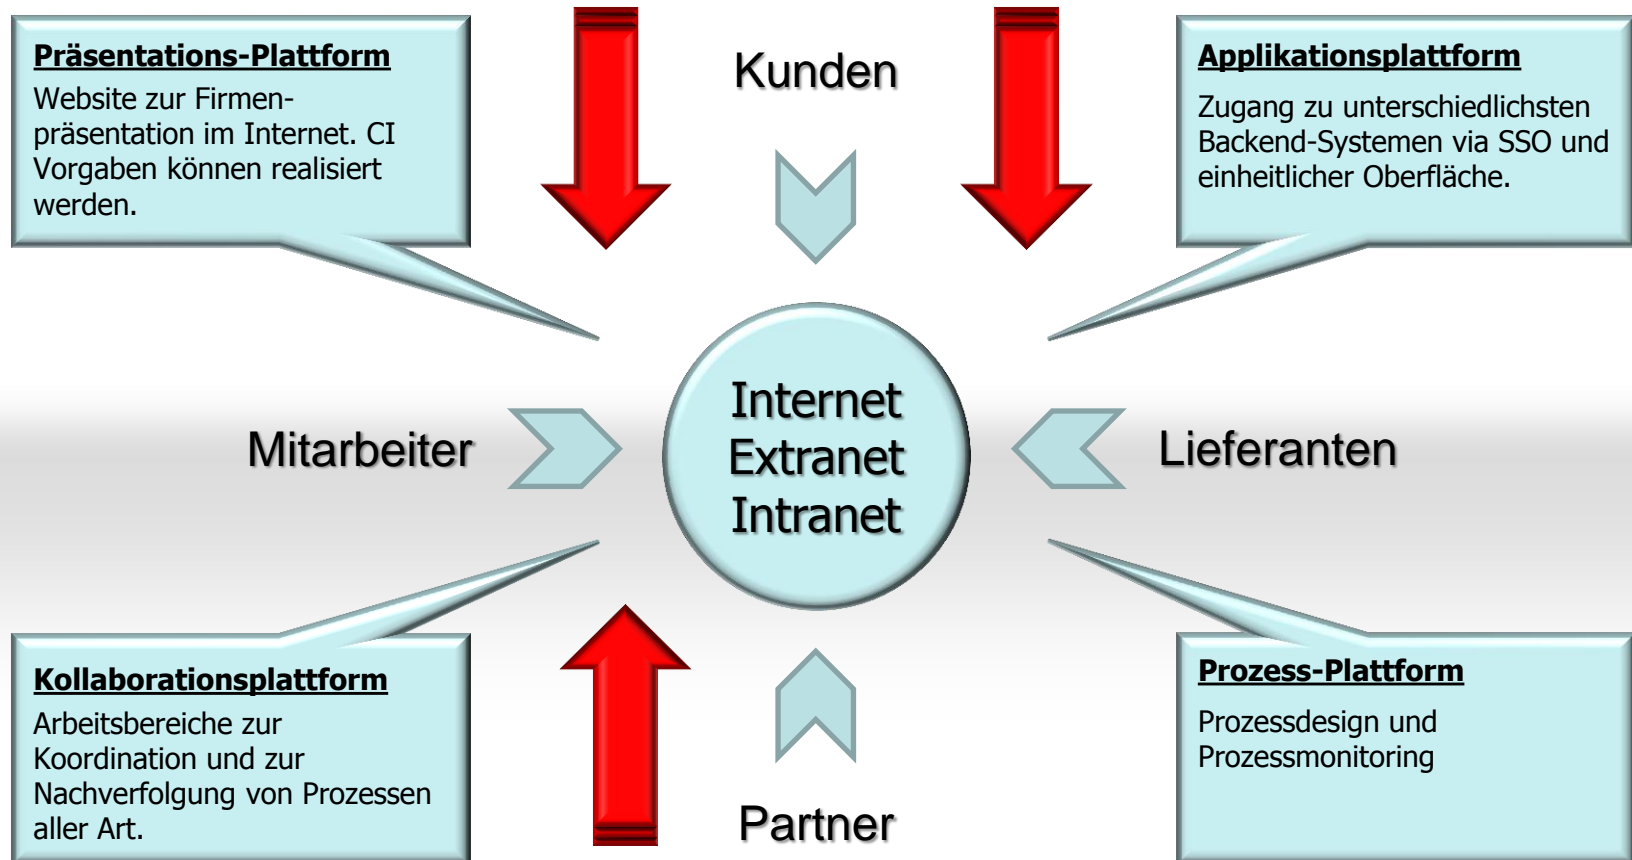 Präsentations-Plattform
Website zur Firmen-
präsentation im Internet. CI
Vorgaben können realisiert
werden.
Kunden
Applikationsplattform
Zugang zu unterschiedlichsten
Backend-Systemen via SSO und
einheitlicher Oberfläche.
Mitarbeiter
Internet
Extranet
Intranet
Lieferanten
Kollaborationsplattform
Arbeitsbereiche zur
Koordination und zur
Nachverfolgung von Prozessen
aller Art.
Partner
Prozess-Plattform
Prozessdesign und
Prozessmonitoring